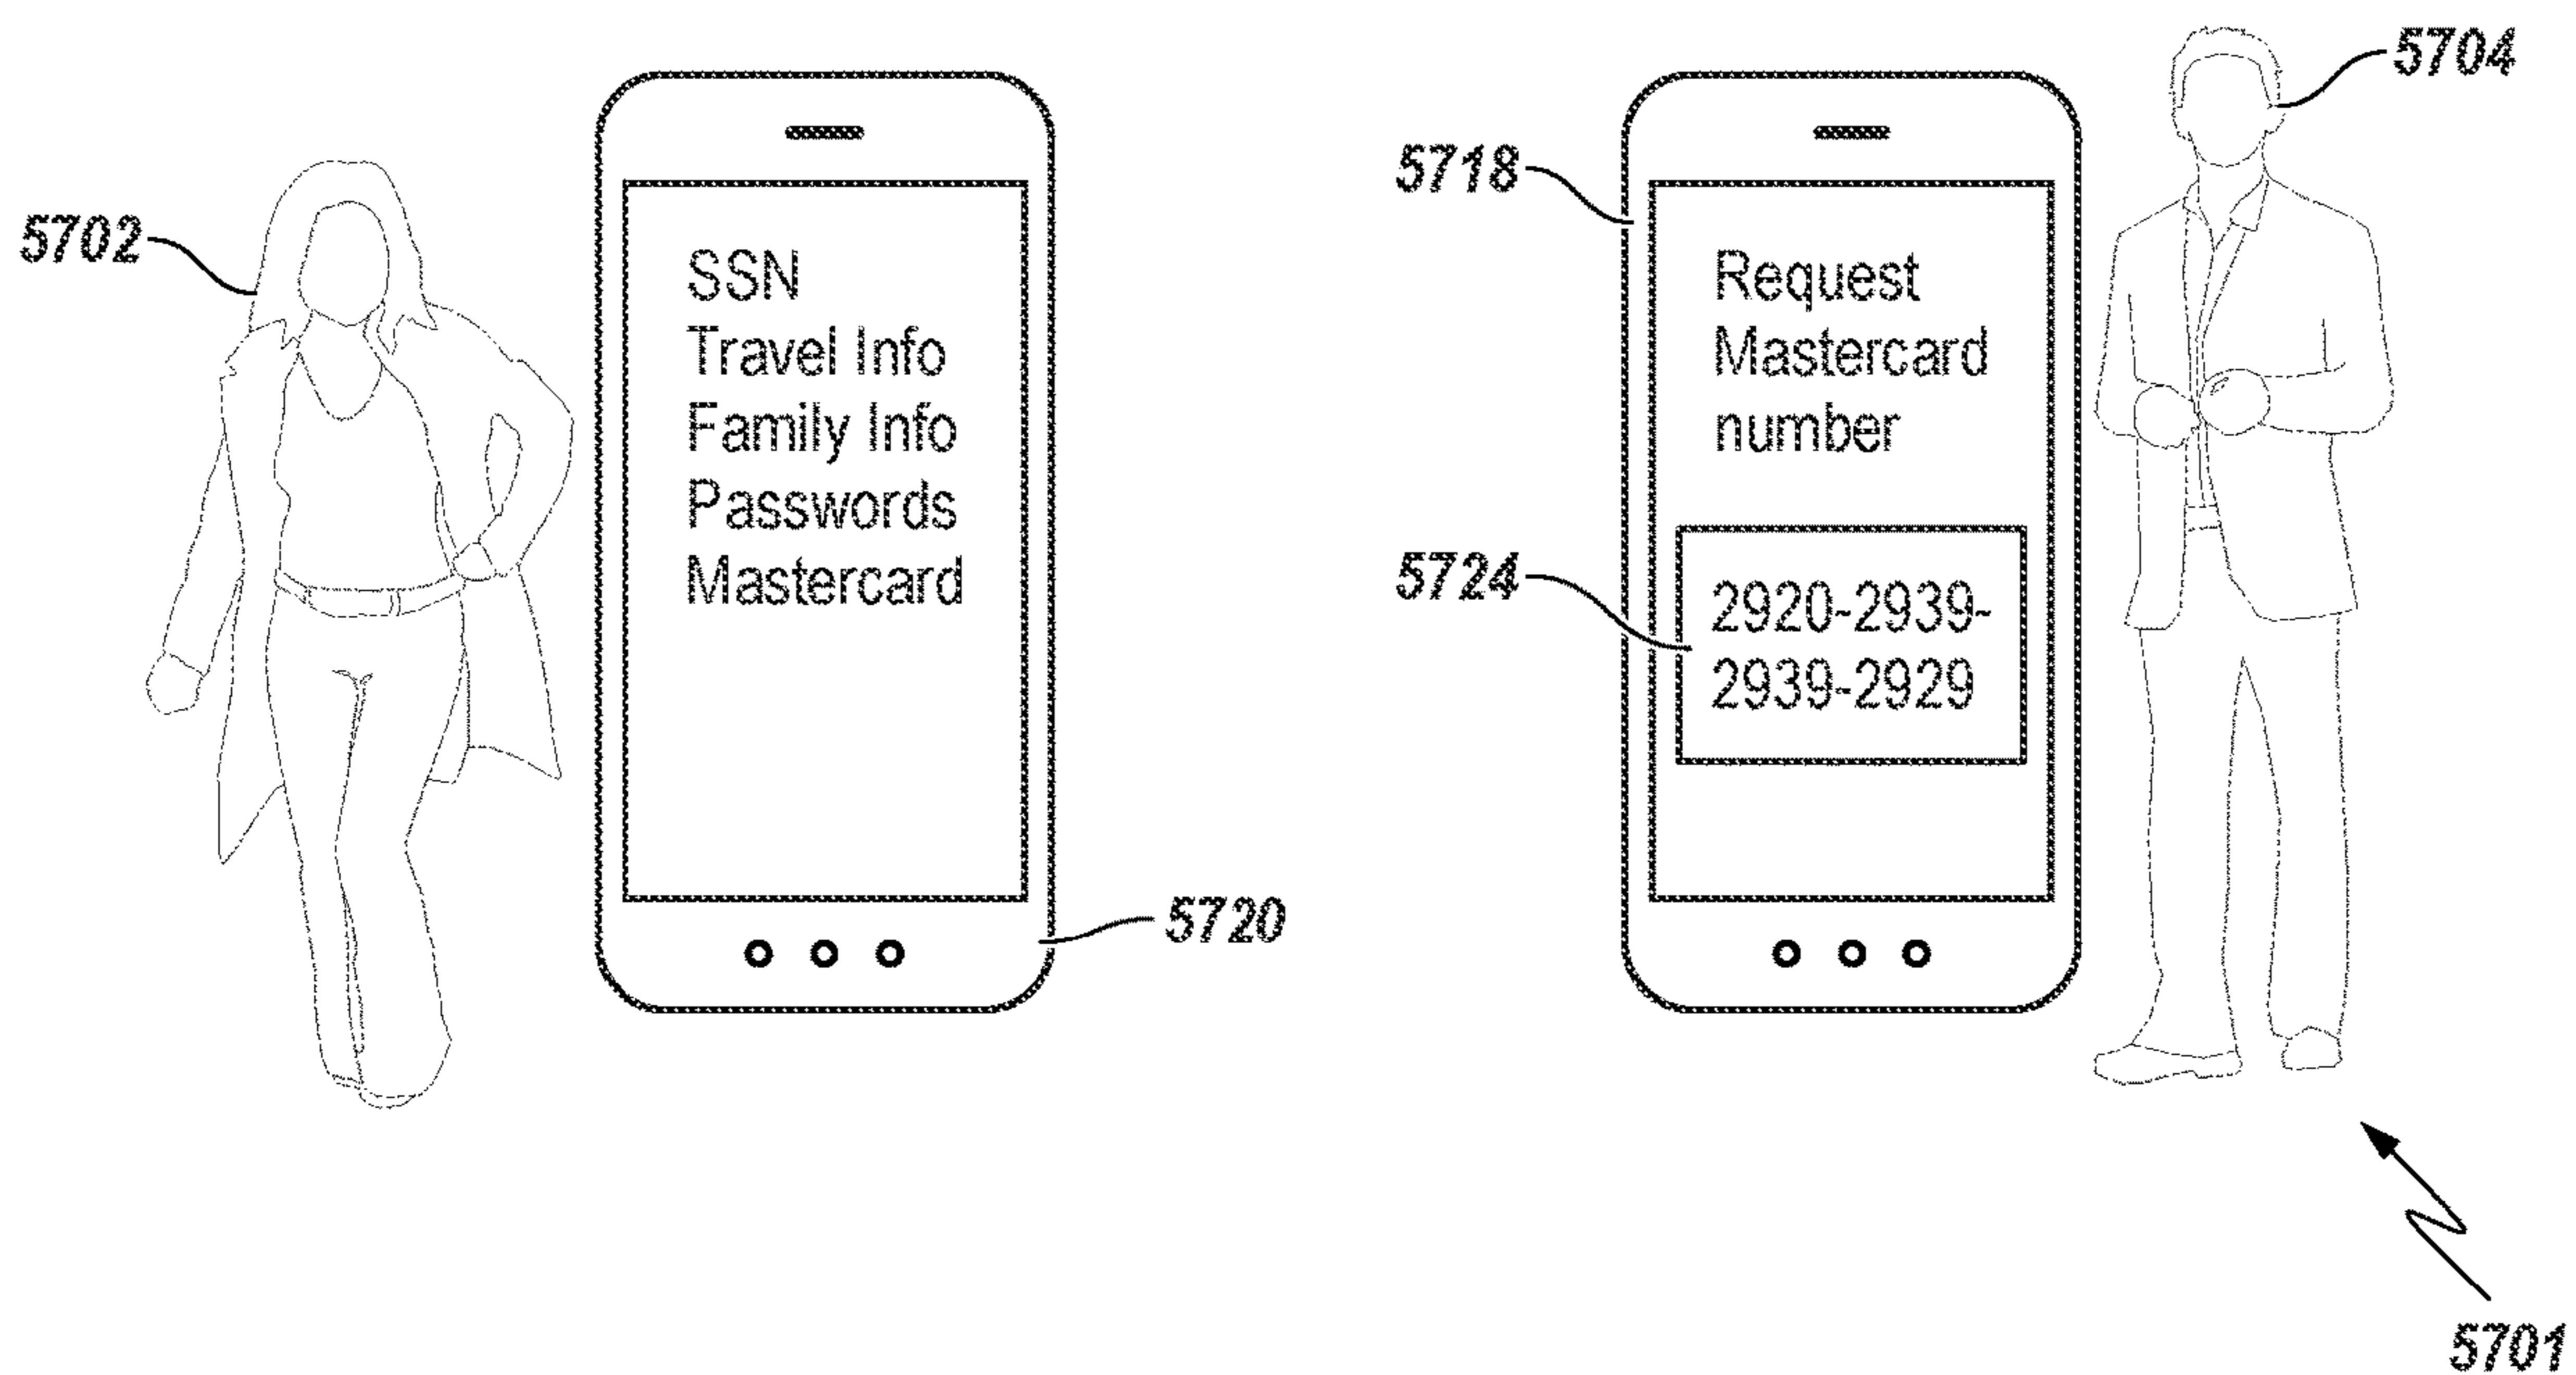 5702
SSN
Travel Info
Family Info
Passwords
Mastercard
5720
5718
Request
Mastercard
number
5724
2920-2939-
2939-2929
5704
5701